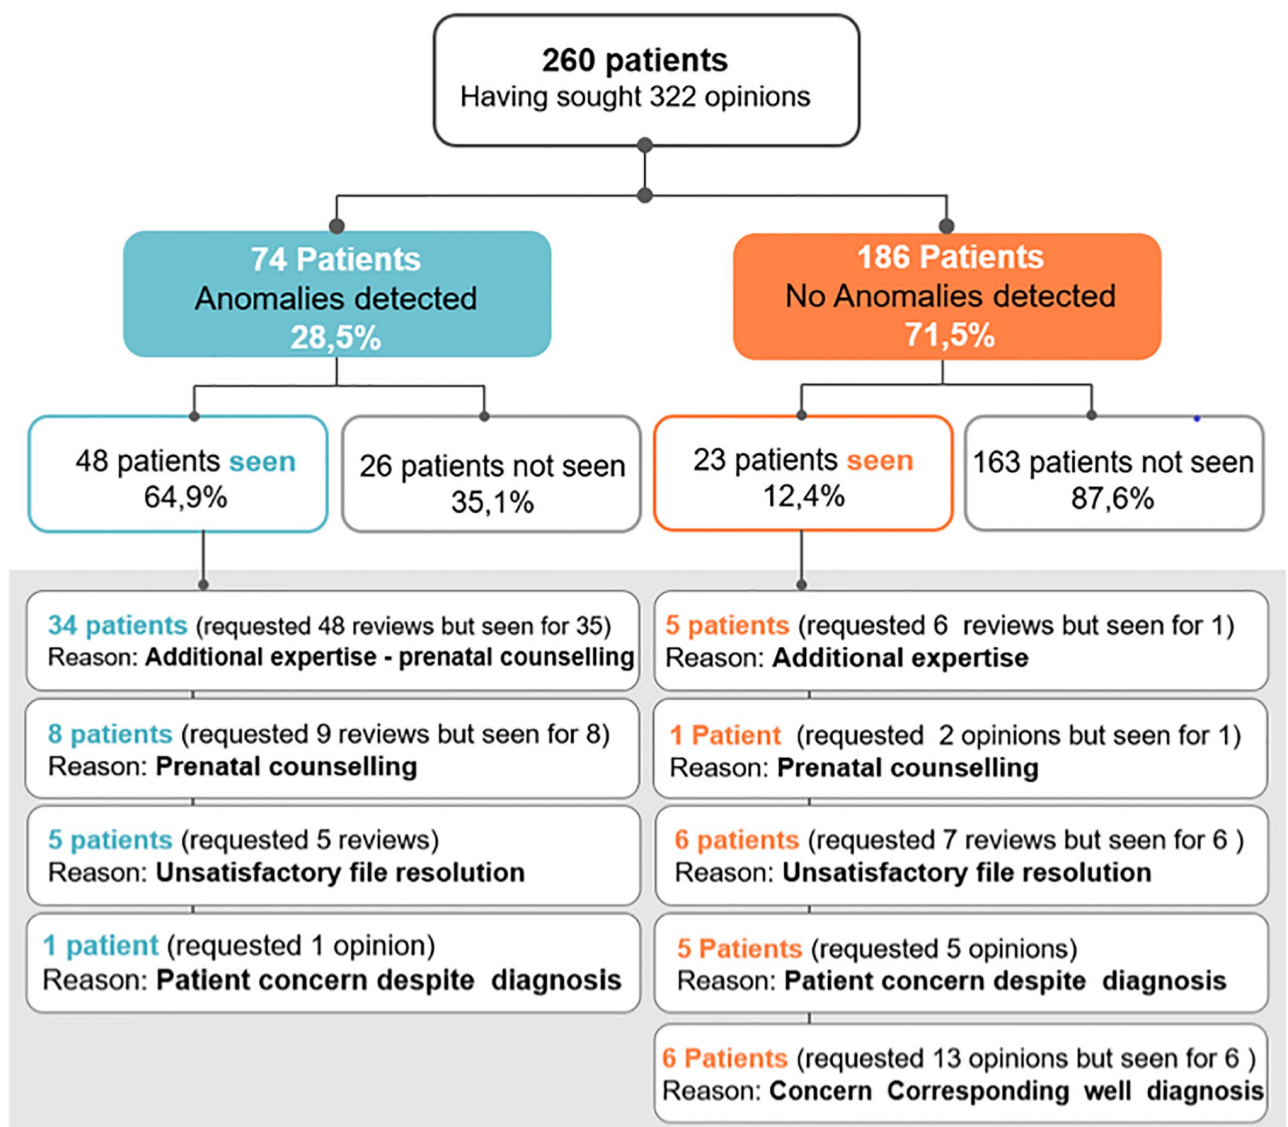 260 patients
Having sought 322 opinions
74 Patients
Anomalies detected
28,5%
186 Patients
No Anomalies detected
71,5%
48 patients seen
64,9%
26 patients not seen
35,1%
23 patients seen
12,4%
163 patients not seen
87,6%
34 patients (requested 48 reviews but seen for 35)
Reason: Additional expertise - prenatal counselling
8 patients (requested 9 reviews but seen for 8)
Reason: Prenatal counselling
5 patients (requested 5 reviews)
Reason: Unsatisfactory file resolution
1 patient (requested 1 opinion)
Reason: Patient concern despite diagnosis
5 patients (requested 6 reviews but seen for 1)
Reason: Additional expertise
1 Patient (requested 2 opinions but seen for 1)
Reason: Prenatal counselling
6 patients (requested 7 reviews but seen for 6 )
Reason: Unsatisfactory file resolution
5 Patients (requested 5 opinions)
Reason: Patient concern despite diagnosis
6 Patients (requested 13 opinions but seen for 6 )
Reason: Concern Corresponding well diagnosis